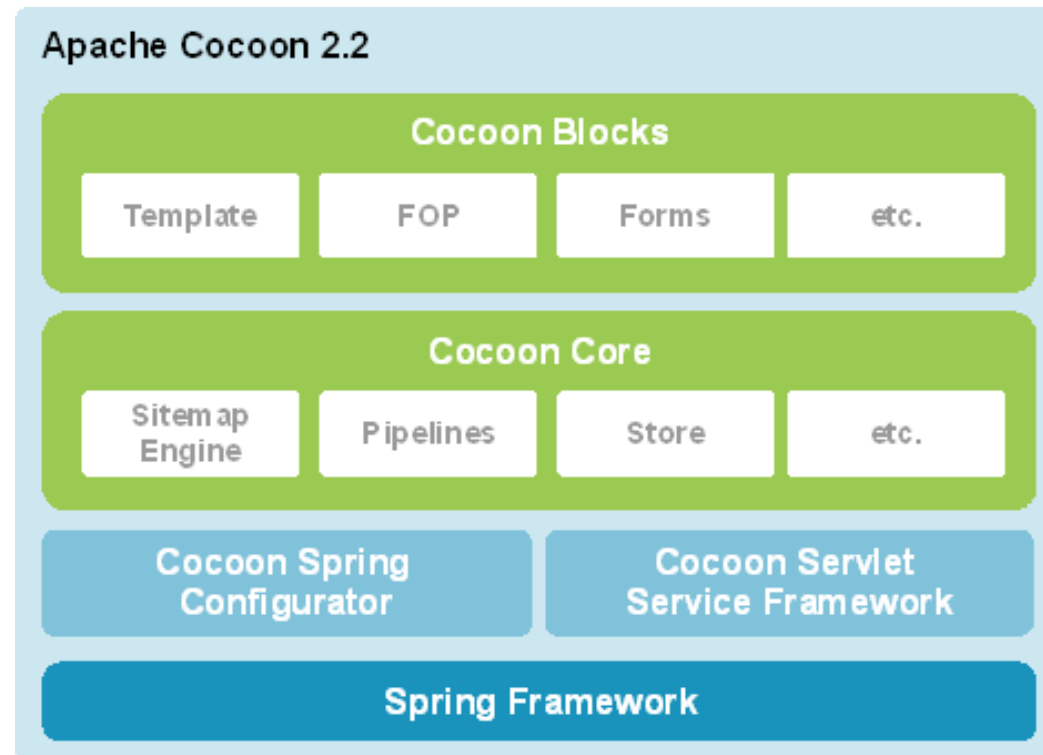 Apache Cocoon 2.2
Cocoon Blocks
Template
FOP
Forms
etc.
Cocoon Core
Sitemap
Engine
Pipelines
Store
etc.
Cocoon Spring
Configurator
Cocoon Servlet
Service Framework
Spring Framework